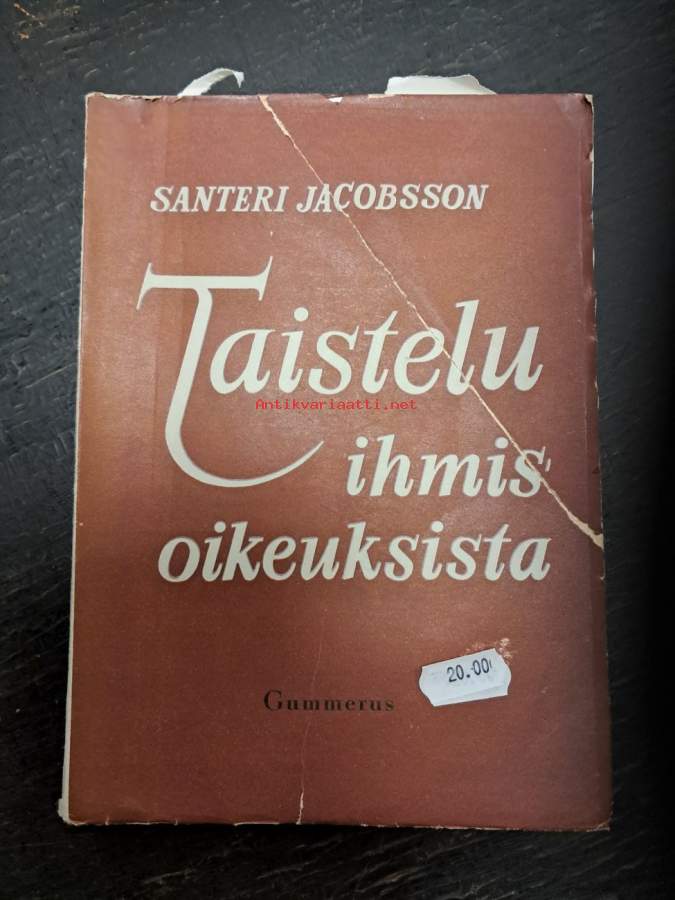 SANTERI JACOBSSON
Taistelu
Antikvariaatti.net
ihmis
oikeuksista
20.00
Gummerus